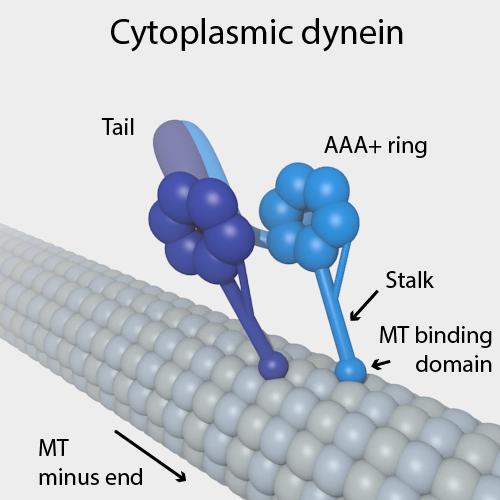 Cytoplasmic dynein
Tail
AAA+ ring
Stalk
MT binding
domain
MT
minus end